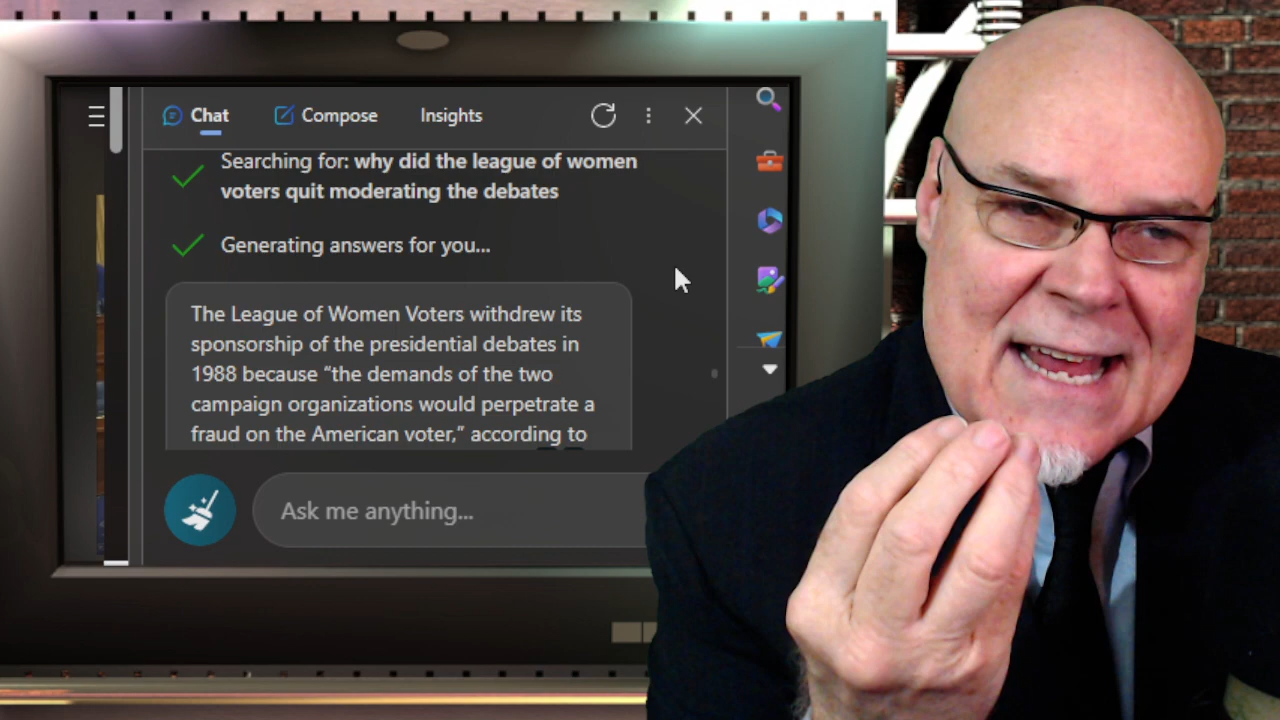 Chat Compose Insights
Searching for: why did the league of women
voters quit moderating the debates
Generating answers for you...
The League of Women Voters withdrew its
sponsorship of the presidential debates in
1988 because “the demands of the two
campaign organizations would perpetrate a
fraud on the American voter,” according to
Ask me anything...